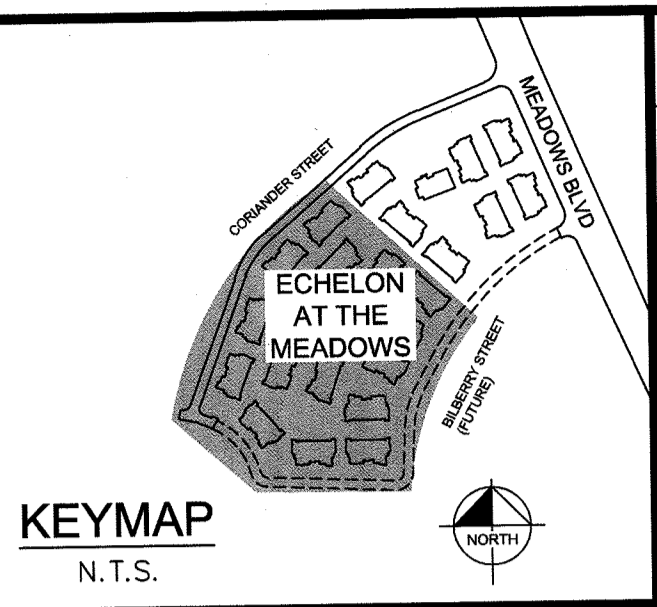 MEADOWS BLVD
CORIANDER STREET
ECHELON
AT THE
MEADOWS
BILBERRY STREET
(FUTURE)
KEYMAP
N.T.S.
NORTH